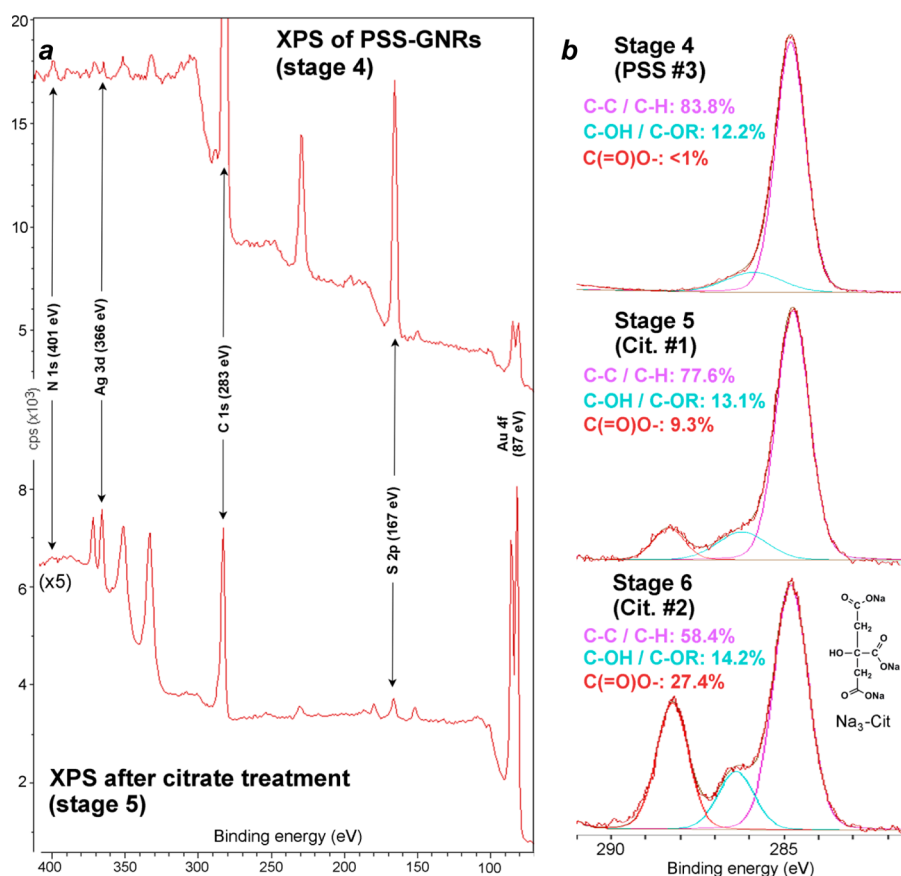 a
XPS of PSS-GNRs
(stage 4)
20
15
10
5
cps (x10³)
8
6
4
2
N 1s (401 eV)
Ag 3d (366 eV)
C 1s (283 eV)
S 2p (167 eV)
Au 4f
(87 eV)
(x5)
XPS after citrate treatment
(stage 5)
Binding energy (eV)
400
350
300
250
200
150
100
b
Stage 4
(PSS #3)
C-C / C-H: 83.8%
C-OH / C-OR: 12.2%
C(=O)O-: <1%
Stage 5
(Cit. #1)
C-C / C-H: 77.6%
C-OH / C-OR: 13.1%
C(=O)O-: 9.3%
Stage 6
(Cit. #2)
C-C / C-H: 58.4%
C-OH / C-OR: 14.2%
C(=O)O-: 27.4%
O
ONa
CH₂
O
HO
ONa
CH₂
O
ONa
Na₃-Cit
290
285
Binding energy (eV)